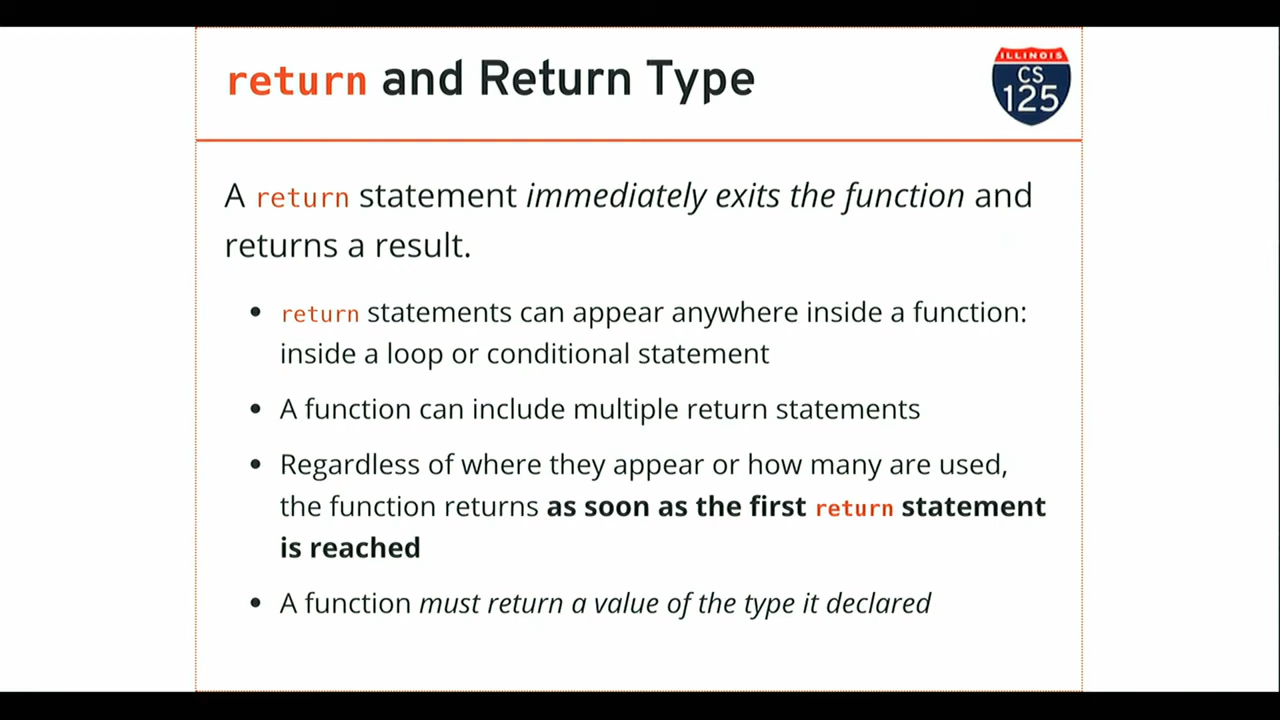 return and Return Type
ILLINOIS
CS
125
A return statement immediately exits the function and
returns a result.
• return statements can appear anywhere inside a function:
inside a loop or conditional statement
• A function can include multiple return statements
• Regardless of where they appear or how many are used,
the function returns as soon as the first return statement
is reached
• A function must return a value of the type it declared